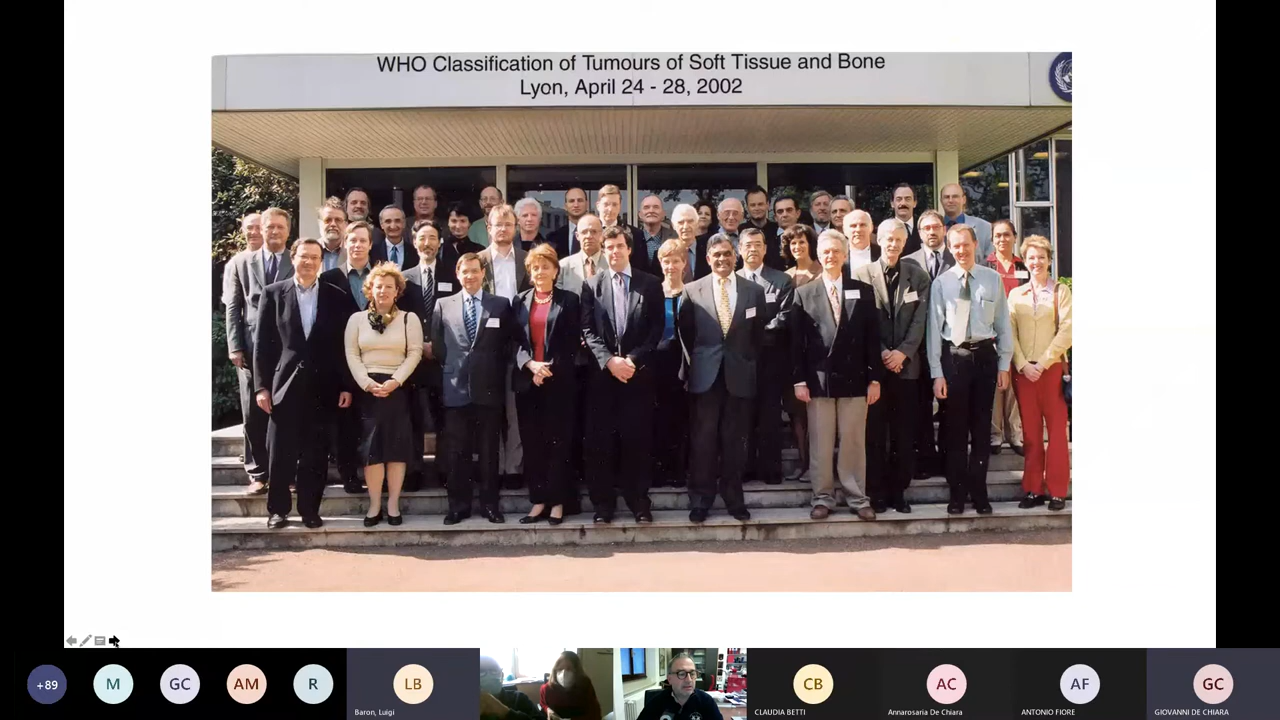 WHO Classification of Tumours of Soft Tissue and Bone
Lyon, April 24 - 28, 2002
+89
M
GC
AM
R
LB
Baron, Luigi
CB
CLAUDIA BETTI
AC
Annarosaria De Chiara
AF
ANTONIO FIORE
GC
GIOVANNI DE CHIARA